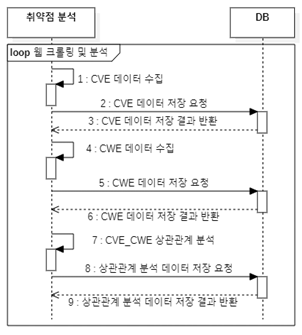 취약점 분석
DB
loop 웹 크롤링 및 분석
1 : CVE 데이터 수집
2 : CVE 데이터 저장 요청
3 : CVE 데이터 저장 결과 반환
4 : CWE 데이터 수집
5 : CWE 데이터 저장 요청
6 : CWE 데이터 저장 결과 반환
7 : CVE_CWE 상관관계 분석
8 : 상관관계 분석 데이터 저장 요청
9 : 상관관계 분석 데이터 저장 결과 반환